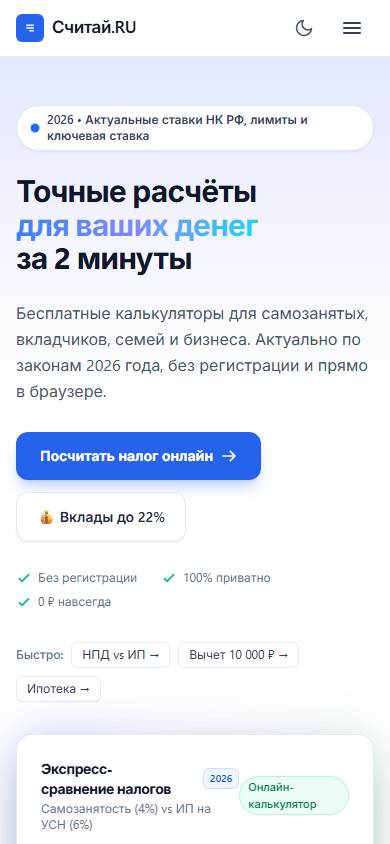 Считай.RU
2026 • Актуальные ставки НК РФ, лимиты и
ключевая ставка
Точные расчёты
для ваших денег
за 2 минуты
Бесплатные калькуляторы для самозанятых,
вкладчиков, семей и бизнеса. Актуально по
законам 2026 года, без регистрации и прямо
в браузере.
Посчитать налог онлайн →
💰 Вклады до 22%
✓ Без регистрации ✓ 100% приватно
✓ 0 ₽ навсегда
Быстро: НПД vs ИП → Вычет 10 000 ₽ →
Ипотека →
Экспресс-
сравнение налогов
2026
Онлайн-
калькулятор
Самозанятость (4%) vs ИП на
УСН (6%)